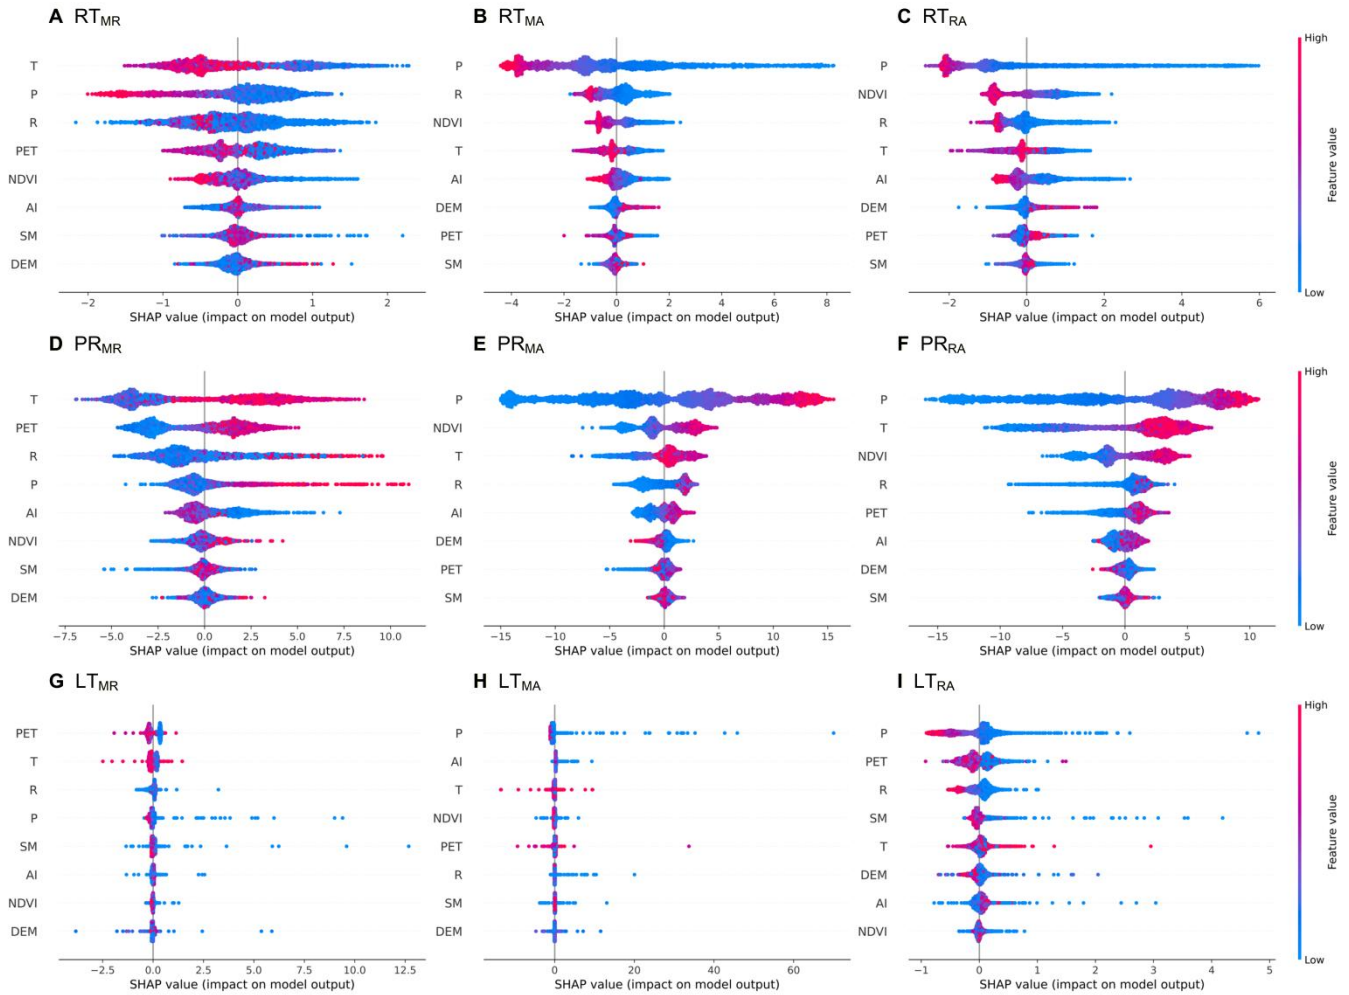 A RT_MR
T
P
R
PET
NDVI
AI
SM
DEM
−2 −1 0 1 2
SHAP value (impact on model output)
B RT_MA
P
R
NDVI
T
AI
DEM
PET
SM
−4 −2 0 2 4 6 8
SHAP value (impact on model output)
C RT_RA
P
NDVI
R
T
AI
DEM
PET
SM
−2 0 2 4 6
SHAP value (impact on model output)
High
Feature value
Low
D PR_MR
T
PET
R
P
AI
NDVI
SM
DEM
−7.5 −5.0 −2.5 0.0 2.5 5.0 7.5 10.0
SHAP value (impact on model output)
E PR_MA
P
NDVI
T
R
AI
DEM
PET
SM
−15 −10 −5 0 5 10 15
SHAP value (impact on model output)
F PR_RA
P
T
NDVI
R
PET
AI
DEM
SM
−15 −10 −5 0 5 10
SHAP value (impact on model output)
High
Feature value
Low
G LT_MR
PET
T
R
P
SM
AI
NDVI
DEM
−2.5 0.0 2.5 5.0 7.5 10.0 12.5
SHAP value (impact on model output)
H LT_MA
P
AI
T
NDVI
PET
R
SM
DEM
0 20 40 60
SHAP value (impact on model output)
I LT_RA
P
PET
R
SM
T
DEM
AI
NDVI
−1 0 1 2 3 4 5
SHAP value (impact on model output)
High
Feature value
Low